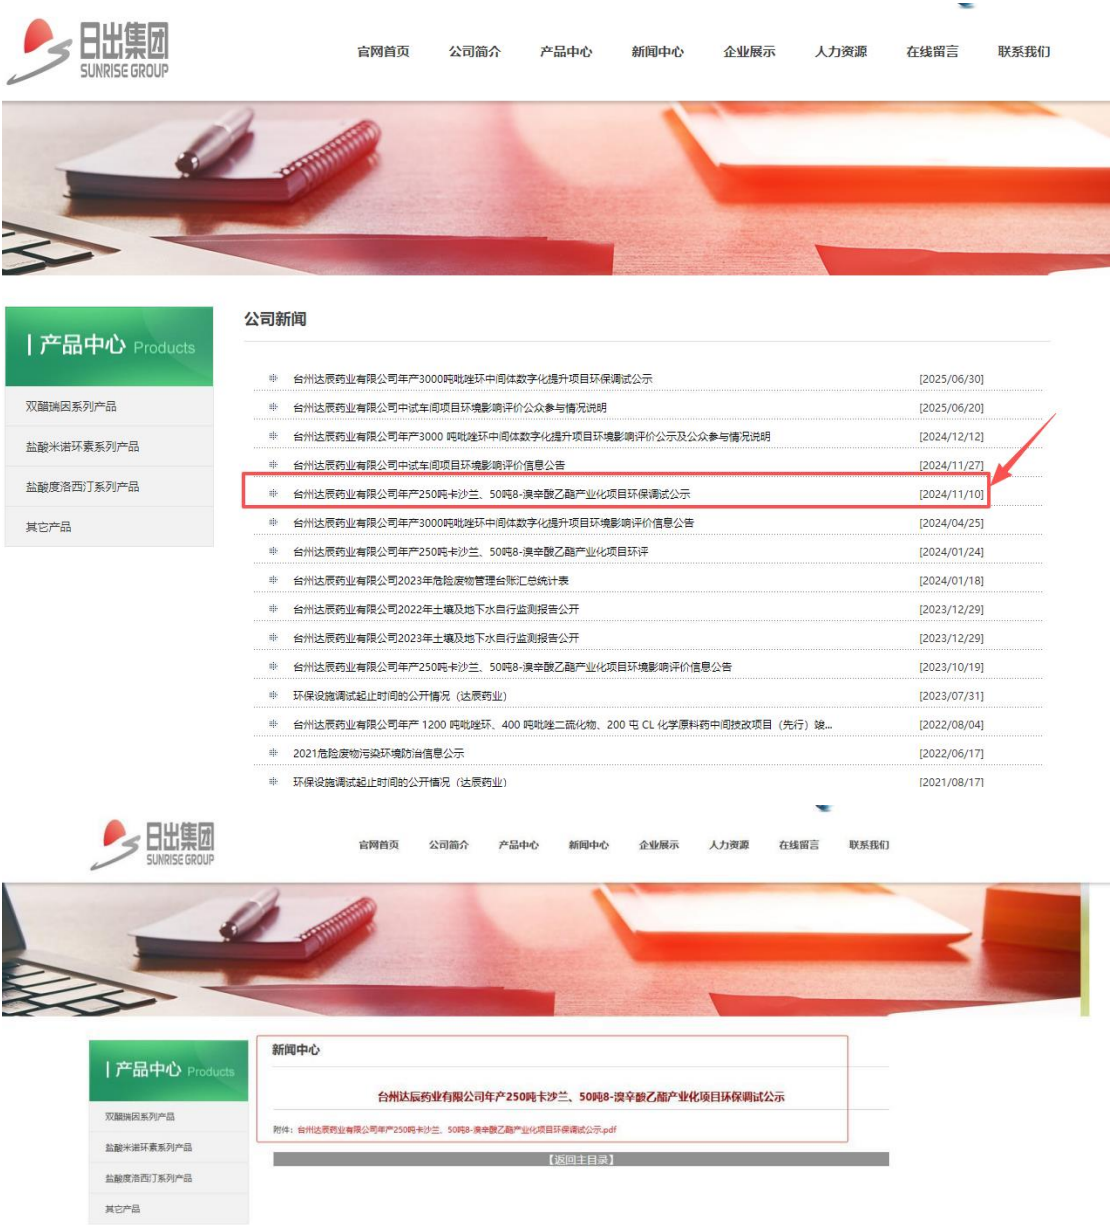 日出集团
SUNRISE GROUP
官网首页 公司简介 产品中心 新闻中心 企业展示 人力资源 在线留言 联系我们
产品中心 Products
双醋瑞因系列产品
盐酸米诺环素系列产品
盐酸度洛西汀系列产品
其它产品
公司新闻
台州达辰药业有限公司年产3000吨吡唑环中间体数字化提升项目环保调试公示 [2025/06/30]
台州达辰药业有限公司中试车间项目环境影响评价公众参与情况说明 [2025/06/20]
台州达辰药业有限公司年产3000 吨吡唑环中间体数字化提升项目环境影响评价公示及公众参与情况说明 [2024/12/12]
台州达辰药业有限公司中试车间项目环境影响评价信息公告 [2024/11/27]
台州达辰药业有限公司年产250吨卡沙兰、50吨8-溴辛酸乙酯产业化项目环保调试公示 [2024/11/10]
台州达辰药业有限公司年产3000吨吡唑环中间体数字化提升项目环境影响评价信息公告 [2024/04/25]
台州达辰药业有限公司年产250吨卡沙兰、50吨8-溴辛酸乙酯产业化项目环评 [2024/01/24]
台州达辰药业有限公司2023年危险废物管理台账汇总统计表 [2024/01/18]
台州达辰药业有限公司2022年土壤及地下水自行监测报告公开 [2023/12/29]
台州达辰药业有限公司2023年土壤及地下水自行监测报告公开 [2023/12/29]
台州达辰药业有限公司年产250吨卡沙兰、50吨8-溴辛酸乙酯产业化项目环境影响评价信息公告 [2023/10/19]
环保设施调试起止时间的公开情况（达辰药业） [2023/07/31]
台州达辰药业有限公司年产 1200 吨吡唑环、400 吨吡唑二硫化物、200 屯 CL 化学原料药中间技改项目（先行）竣... [2022/08/04]
2021危险废物污染环境防治信息公示 [2022/06/17]
环保设施调试起止时间的公开情况（达辰药业） [2021/08/17]
日出集团
SUNRISE GROUP
官网首页 公司简介 产品中心 新闻中心 企业展示 人力资源 在线留言 联系我们
产品中心 Products
双醋瑞因系列产品
盐酸米诺环素系列产品
盐酸度洛西汀系列产品
其它产品
新闻中心
台州达辰药业有限公司年产250吨卡沙兰、50吨8-溴辛酸乙酯产业化项目环保调试公示
附件：台州达辰药业有限公司年产250吨卡沙兰、50吨8-溴辛酸乙酯产业化项目环保调试公示.pdf
【返回主目录】